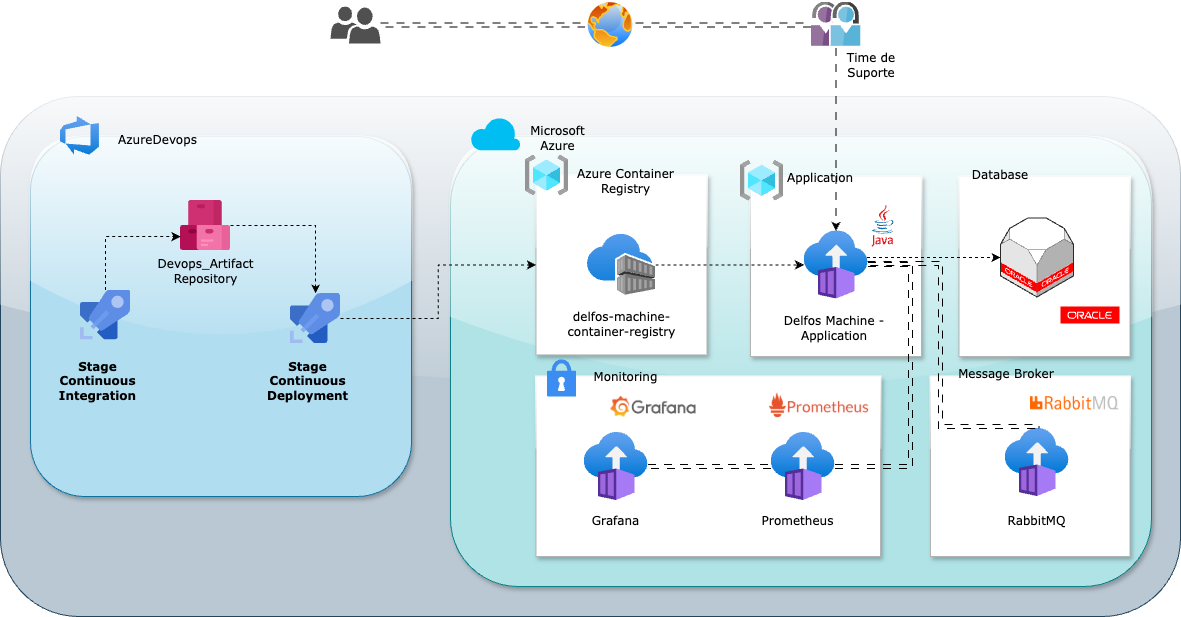 Time de
Suporte
AzureDevops
Microsoft
Azure
Azure Container
Registry
Application
Database
Java
Devops_Artifact
Repository
ORACLE
ORACLE
ORACLE
delfos-machine-
container-registry
Delfos Machine -
Application
Stage
Continuous
Integration
Stage
Continuous
Deployment
Monitoring
Message Broker
Grafana
Prometheus
RabbitMQ
Grafana
Prometheus
RabbitMQ